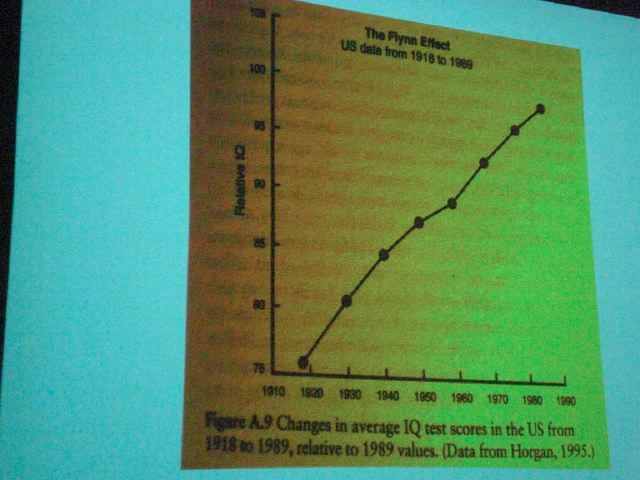 The Flynn Effect
US data from 1918 to 1989
105
100
95
90
85
80
75
Relative IQ
1910 1920 1930 1940 1950 1960 1970 1980 1990
Figure A.9 Changes in average IQ test scores in the US from
1918 to 1989, relative to 1989 values. (Data from Horgan, 1995.)